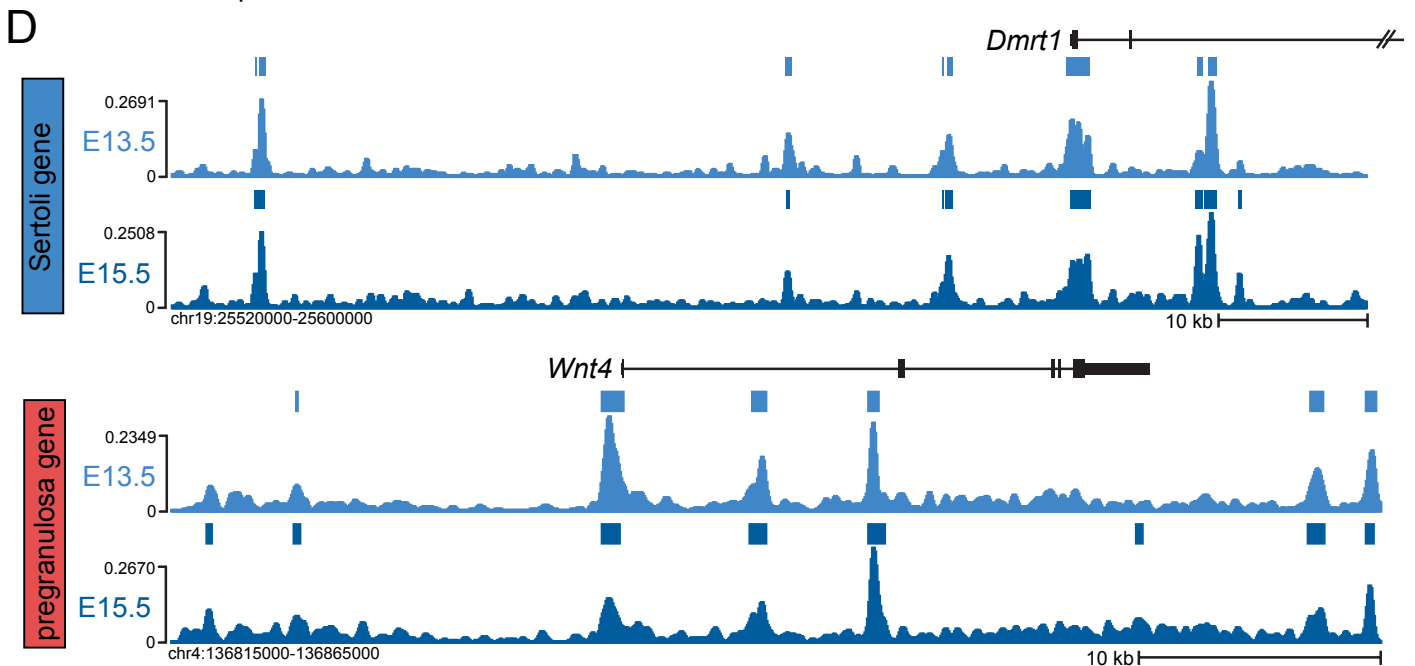 D
Dmrt1
Sertoli gene
0.2691
E13.5
0
0.2508
E15.5
0
chr19:25520000-25600000
10 kb
Wnt4
pregranulosa gene
0.2349
E13.5
0
0.2670
E15.5
0
chr4:136815000-136865000
10 kb